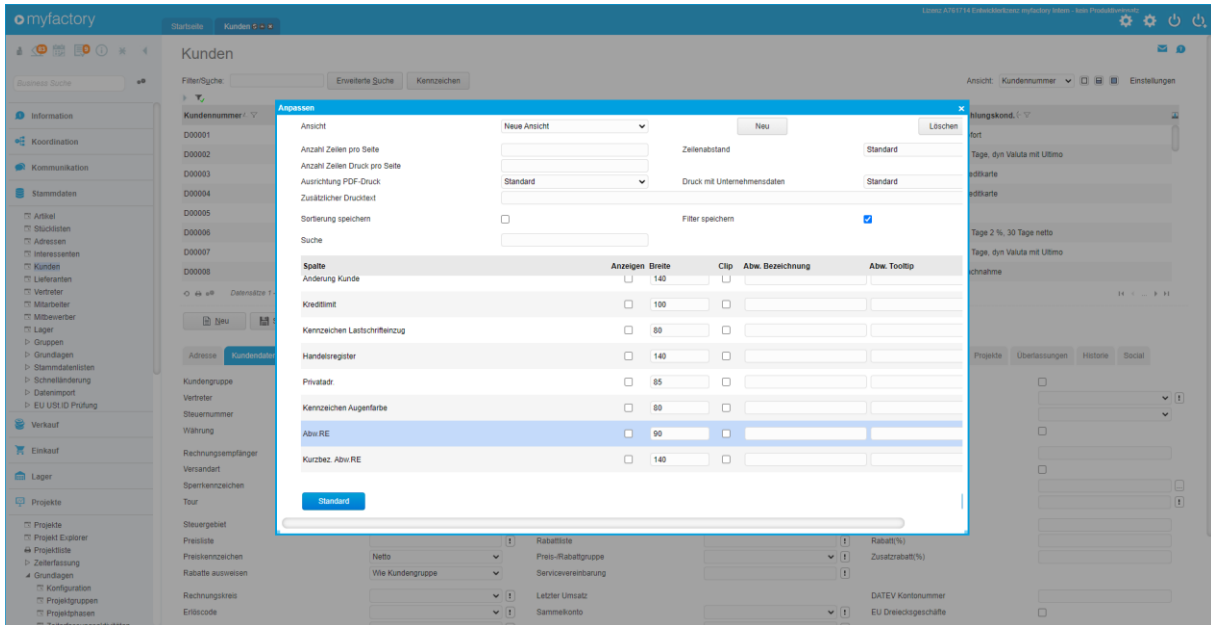 Lizenz A761714 Entwicklerlizenz myfactory Intern - kein Produktiveinsatz
myfactory
Startseite
Kunden
Kunden
Business Suche
Filter/Suche:
Erweiterte Suche
Kennzeichen
Ansicht:
Kundennummer
Einstellungen
Information
Koordination
Kommunikation
Stammdaten
Artikel
Stücklisten
Adressen
Interessenten
Kunden
Lieferanten
Vertreter
Mitarbeiter
Mitbewerber
Lager
Gruppen
Grundlagen
Stammdatenlisten
Schnelländerung
Datenimport
EU USt.ID Prüfung
Verkauf
Einkauf
Lager
Projekte
Projekte
Projekt Explorer
Projektliste
Zeiterfassung
Grundlagen
Konfiguration
Projektgruppen
Projektphasen
Kundennummer
D00001
D00002
D00003
D00004
D00005
D00006
D00007
D00008
Datensätze 1 -
hlungskond.
fort
Tage, dyn Valuta mit Ultimo
editkarte
editkarte
Tage 2 %, 30 Tage netto
Tage, dyn Valuta mit Ultimo
chnahme
Neu
Anpassen
Ansicht
Neue Ansicht
Neu
Löschen
Anzahl Zeilen pro Seite
Zeilenabstand
Standard
Anzahl Zeilen Druck pro Seite
Ausrichtung PDF-Druck
Standard
Druck mit Unternehmensdaten
Standard
Zusätzlicher Drucktext
Sortierung speichern
Filter speichern
Suche
Spalte Anzeigen Breite Clip Abw. Bezeichnung Abw. Tooltip
Änderung Kunde 140
Kreditlimit 100
Kennzeichen Lastschrifteinzug 80
Handelsregister 140
Privatadr. 85
Kennzeichen Augenfarbe 80
Abw.RE 90
Kurzbez. Abw.RE 140
Standard
Adresse
Kundendaten
Projekte
Überlassungen
Historie
Social
Kundengruppe
Vertreter
Steuernummer
Währung
Rechnungsempfänger
Versandart
Sperrkennzeichen
Tour
Steuergebiet
Preisliste
Rabattliste
Rabatt(%)
Preiskennzeichen
Netto
Preis-/Rabattgruppe
Zusatzrabatt(%)
Rabatte ausweisen
Wie Kundengruppe
Servicevereinbarung
Rechnungskreis
Letzter Umsatz
DATEV Kontonummer
Erlöscode
Sammelkonto
EU Dreiecksgeschäfte